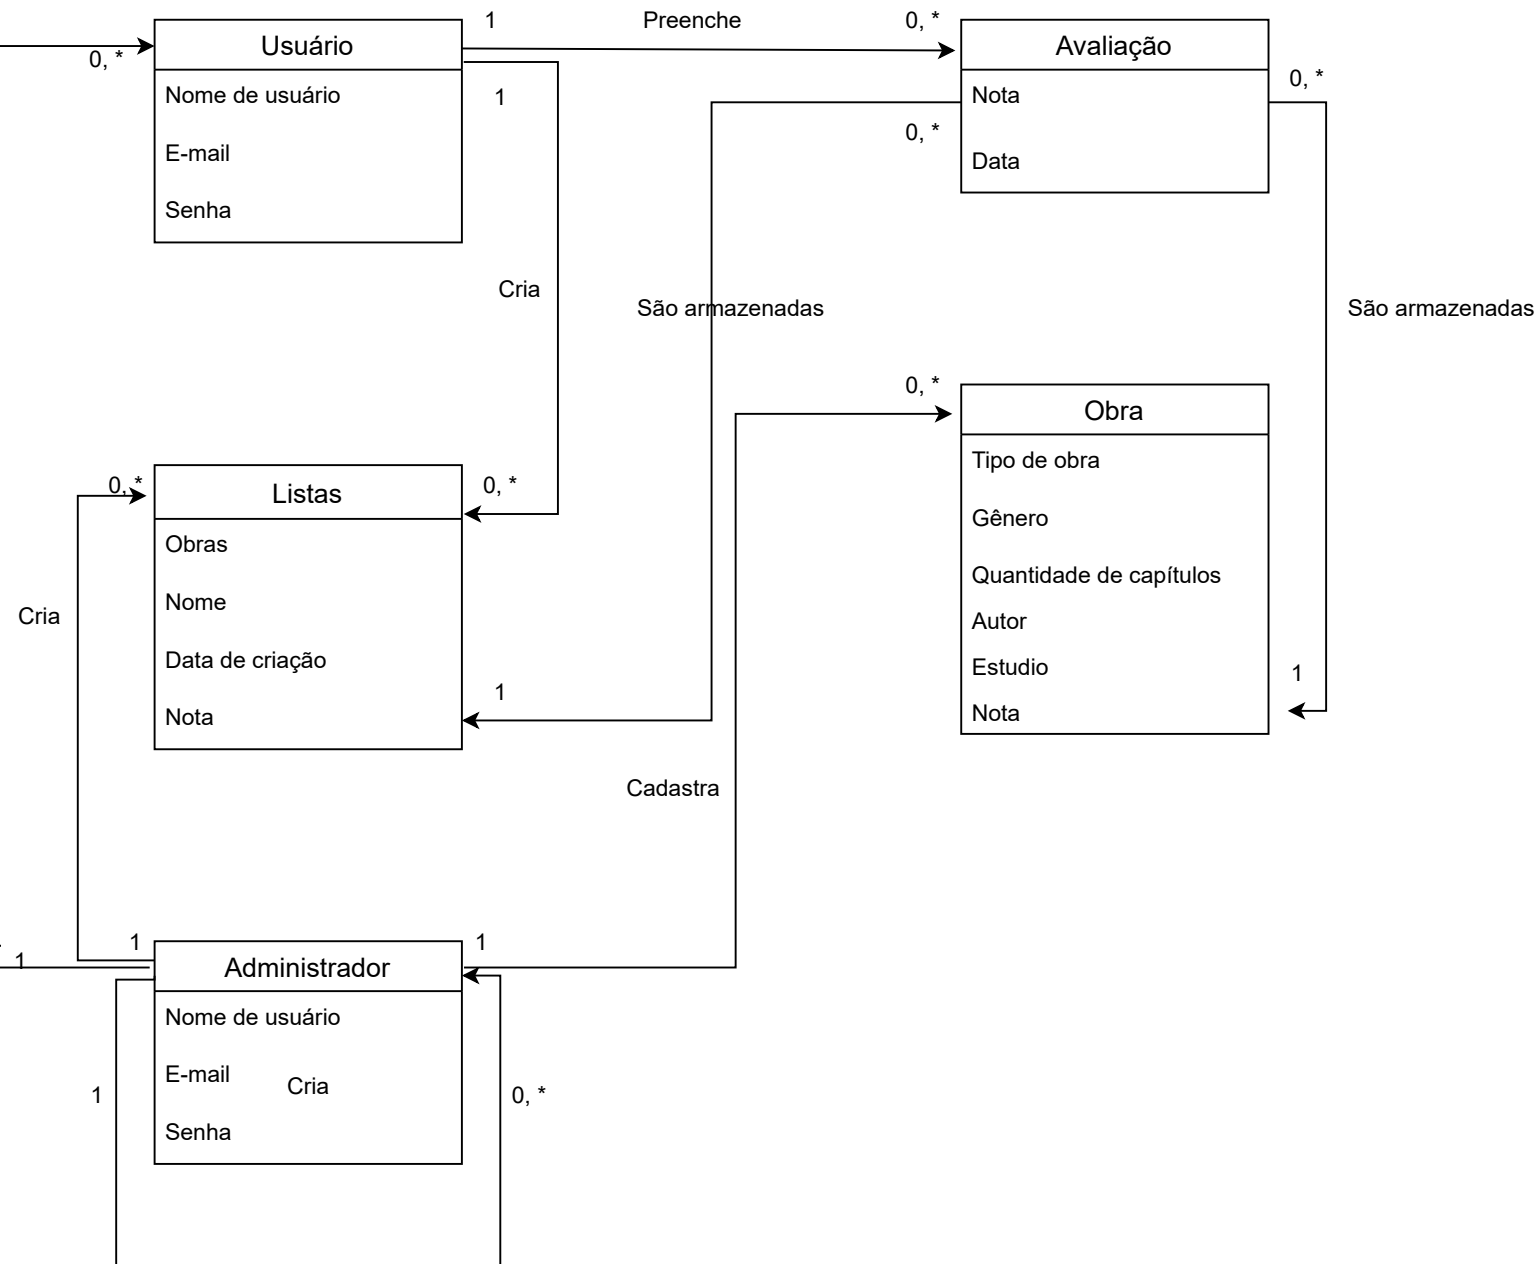 1
Preenche
0, *
0, *
Usuário
Nome de usuário
E-mail
Senha
1
Avaliação
Nota
Data
0, *
0, *
Cria
São armazenadas
São armazenadas
0, *
Obra
Tipo de obra
Gênero
Quantidade de capítulos
Autor
Estudio
Nota
1
0, *
0, *
Listas
Obras
Nome
Data de criação
Nota
Cria
1
Cadastra
1
1
1
Administrador
Nome de usuário
E-mail
Cria
Senha
1
0, *